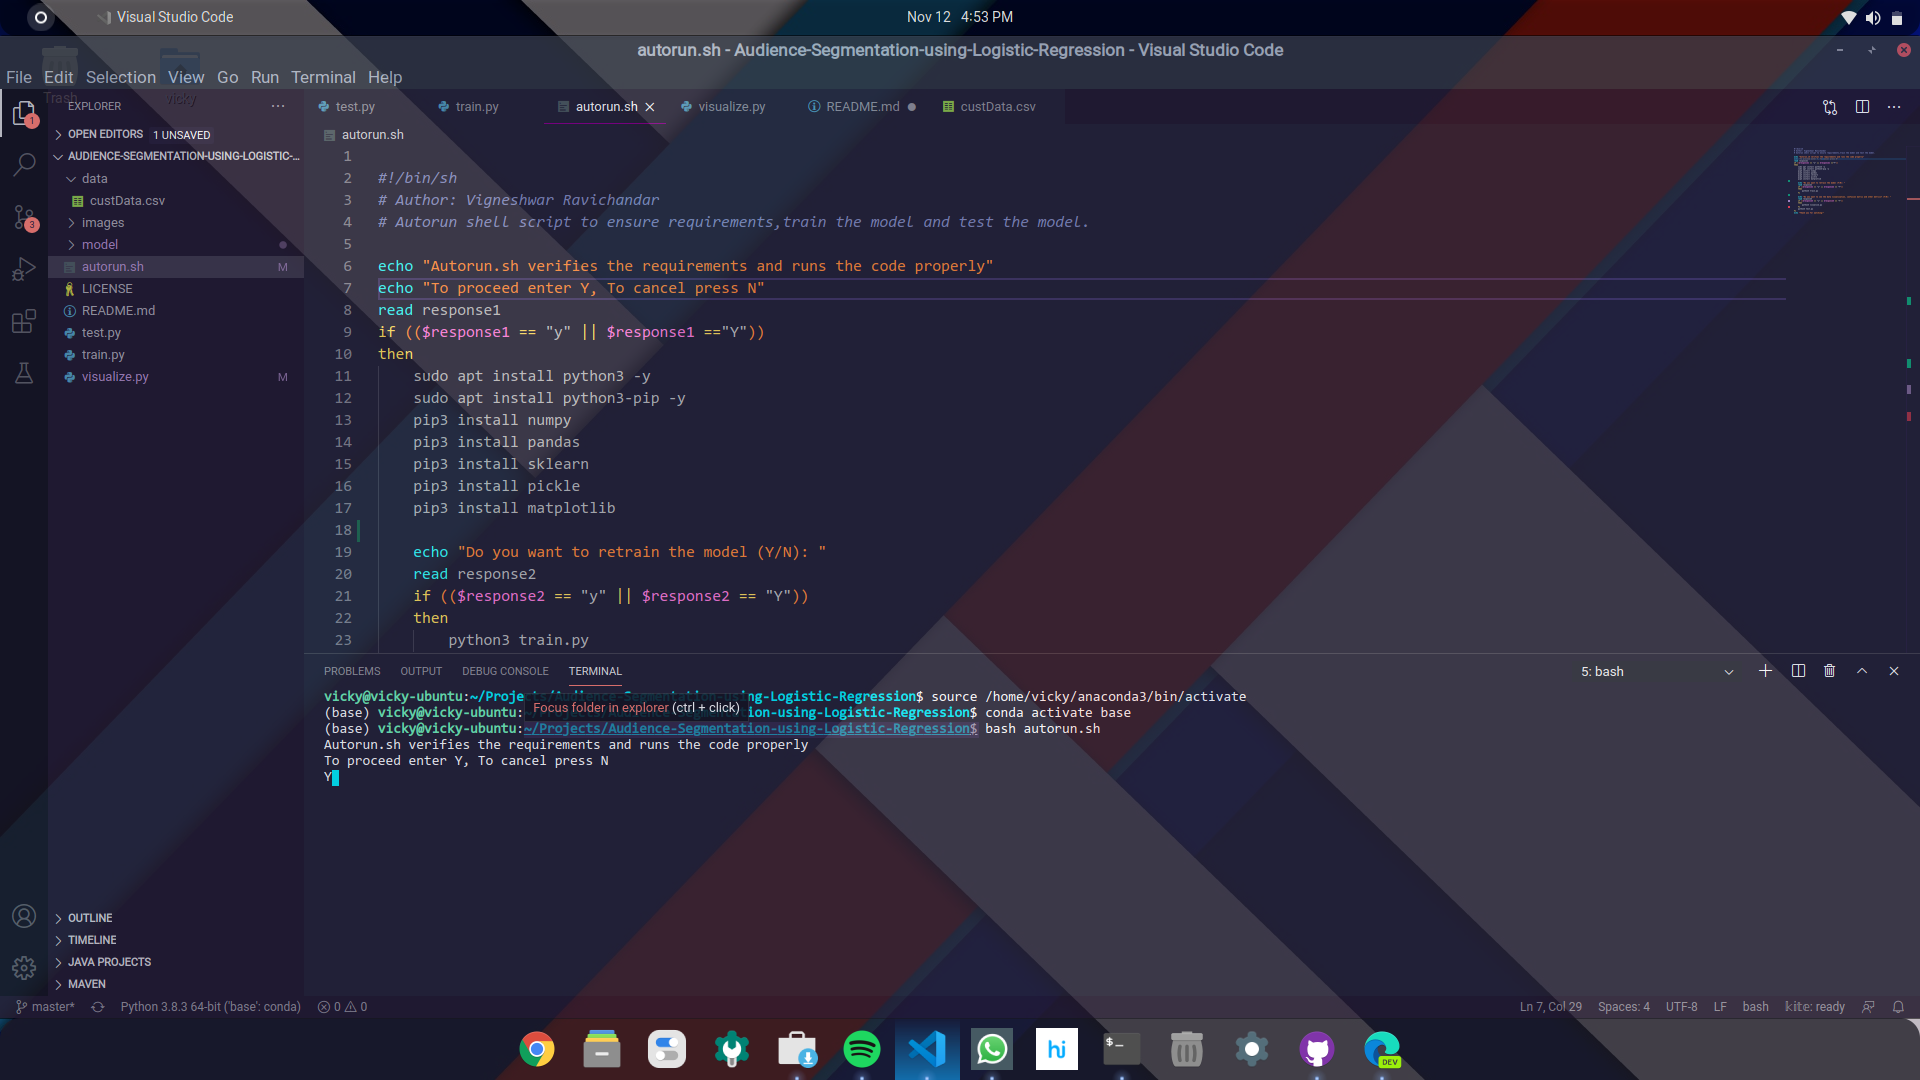 Visual Studio Code
Nov 12 4:53 PM
autorun.sh - Audience-Segmentation-using-Logistic-Regression - Visual Studio Code
File Edit Selection View Go Run Terminal Help
Trash
vicky
EXPLORER
1
OPEN EDITORS 1 UNSAVED
AUDIENCE-SEGMENTATION-USING-LOGISTIC-...
data
custData.csv
images
3
model
autorun.sh M
LICENSE
README.md
test.py
train.py
visualize.py M
OUTLINE
TIMELINE
JAVA PROJECTS
MAVEN
test.py train.py autorun.sh visualize.py README.md custData.csv
autorun.sh
1
2 #!/bin/sh
3 # Author: Vigneshwar Ravichandar
4 # Autorun shell script to ensure requirements,train the model and test the model.
5
6 echo "Autorun.sh verifies the requirements and runs the code properly"
7 echo "To proceed enter Y, To cancel press N"
8 read response1
9 if (($response1 == "y" || $response1 =="Y"))
10 then
11 sudo apt install python3 -y
12 sudo apt install python3-pip -y
13 pip3 install numpy
14 pip3 install pandas
15 pip3 install sklearn
16 pip3 install pickle
17 pip3 install matplotlib
18
19 echo "Do you want to retrain the model (Y/N): "
20 read response2
21 if (($response2 == "y" || $response2 == "Y"))
22 then
23 python3 train.py
PROBLEMS OUTPUT DEBUG CONSOLE TERMINAL
5: bash
vicky@vicky-ubuntu:~/Projects/Audience-Segmentation-using-Logistic-Regression$ source /home/vicky/anaconda3/bin/activate
Focus folder in explorer (ctrl + click)
(base) vicky@vicky-ubuntu: ion-using-Logistic-Regression$ conda activate base
(base) vicky@vicky-ubuntu:~/Projects/Audience-Segmentation-using-Logistic-Regression$ bash autorun.sh
Autorun.sh verifies the requirements and runs the code properly
To proceed enter Y, To cancel press N
Y
master* Python 3.8.3 64-bit ('base': conda) 0 0
Ln 7, Col 29 Spaces: 4 UTF-8 LF bash kite: ready
hi
$_
DEV